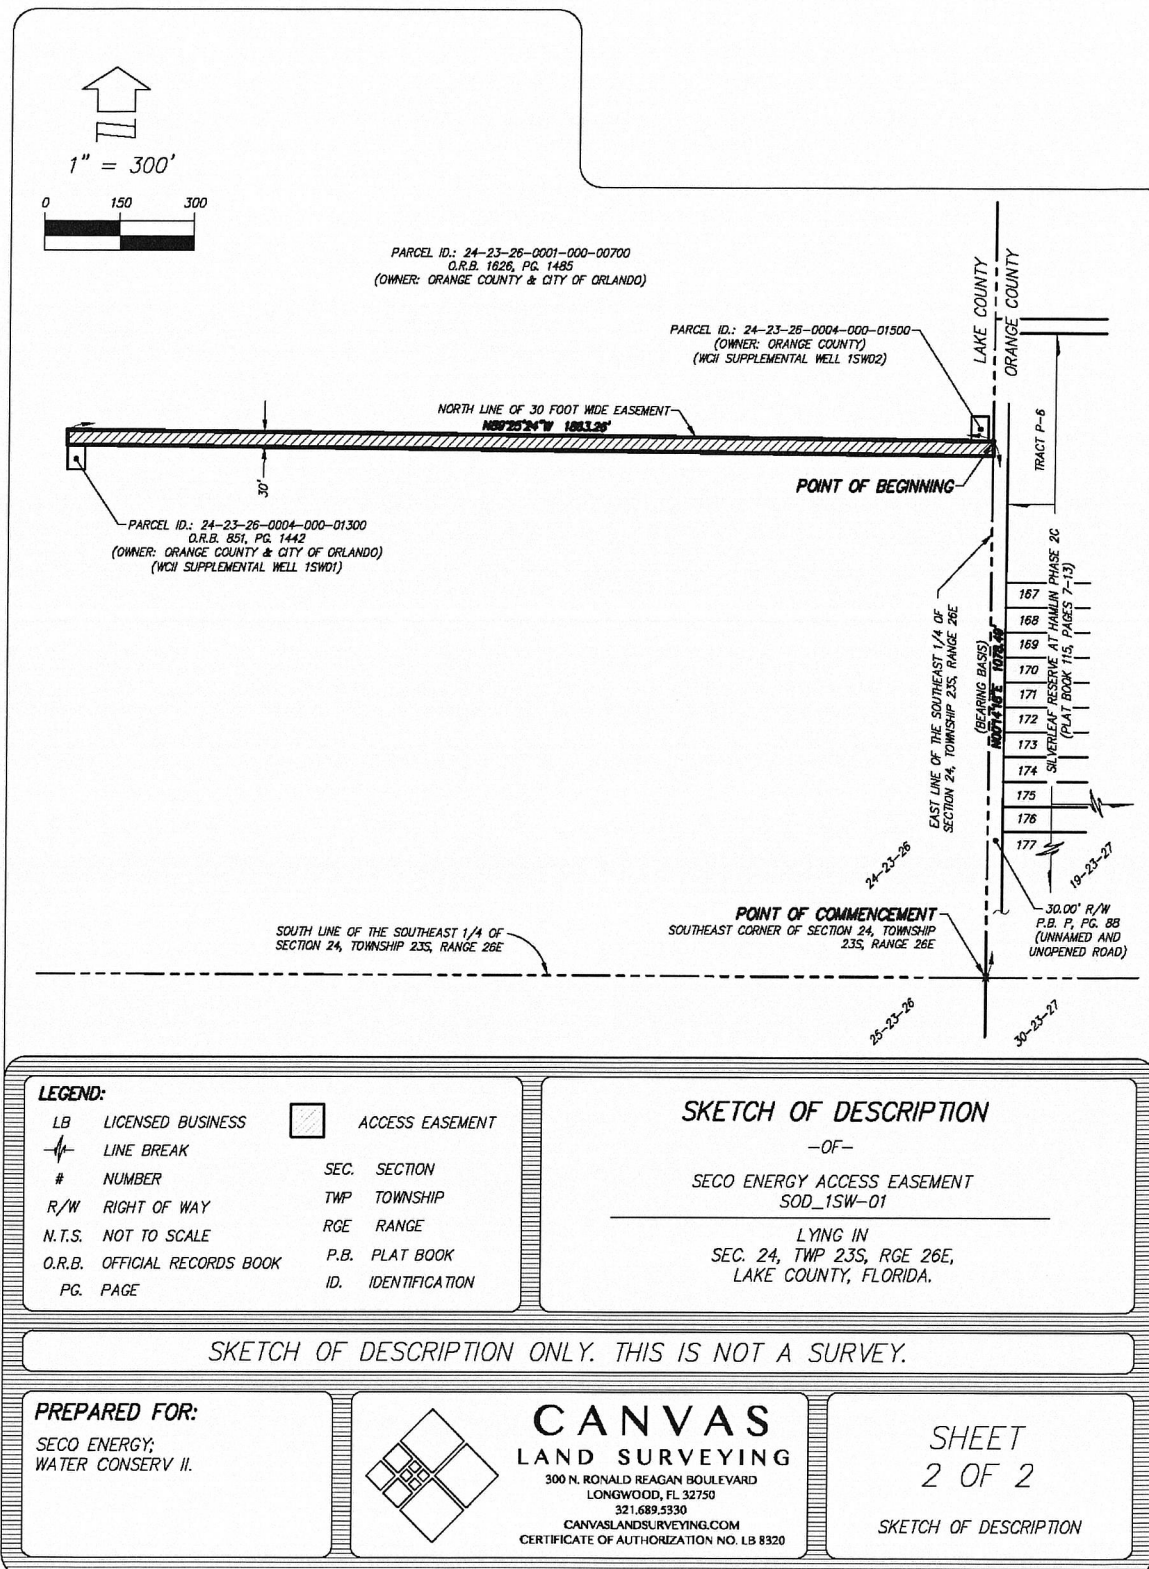 1" = 300'
0 150 300
PARCEL ID.: 24-23-26-0001-000-00700
O.R.B. 1626, PG. 1485
(OWNER: ORANGE COUNTY & CITY OF ORLANDO)
LAKE COUNTY
ORANGE COUNTY
PARCEL ID.: 24-23-26-0004-000-01500
(OWNER: ORANGE COUNTY)
(WCII SUPPLEMENTAL WELL 1SW02)
NORTH LINE OF 30 FOOT WIDE EASEMENT
N89°25'24"W 1883.26'
TRACT P-6
POINT OF BEGINNING
30'
PARCEL ID.: 24-23-26-0004-000-01300
O.R.B. 851, PG. 1442
(OWNER: ORANGE COUNTY & CITY OF ORLANDO)
(WCII SUPPLEMENTAL WELL 1SW01)
EAST LINE OF THE SOUTHEAST 1/4 OF
SECTION 24, TOWNSHIP 23S, RANGE 26E
(BEARING BASIS)
N00°14'16"E
SILVERLEAF RESERVE AT HAMLIN PHASE 2C
(PLAT BOOK 115, PAGES 7-13)
167
168
169
170
171
172
173
174
175
176
177
24-23-26
19-23-27
POINT OF COMMENCEMENT
SOUTHEAST CORNER OF SECTION 24, TOWNSHIP
23S, RANGE 26E
30.00' R/W
P.B. P, PG. 88
(UNNAMED AND
UNOPENED ROAD)
SOUTH LINE OF THE SOUTHEAST 1/4 OF
SECTION 24, TOWNSHIP 23S, RANGE 26E
25-23-26
30-23-27
LEGEND:
LB LICENSED BUSINESS
LINE BREAK
# NUMBER
R/W RIGHT OF WAY
N.T.S. NOT TO SCALE
O.R.B. OFFICIAL RECORDS BOOK
PG. PAGE
ACCESS EASEMENT
SEC. SECTION
TWP TOWNSHIP
RGE RANGE
P.B. PLAT BOOK
ID. IDENTIFICATION
SKETCH OF DESCRIPTION
-OF-
SECO ENERGY ACCESS EASEMENT
SOD_1SW-01
LYING IN
SEC. 24, TWP 23S, RGE 26E,
LAKE COUNTY, FLORIDA.
SKETCH OF DESCRIPTION ONLY. THIS IS NOT A SURVEY.
PREPARED FOR:
SECO ENERGY;
WATER CONSERV II.
CANVAS
LAND SURVEYING
300 N. RONALD REAGAN BOULEVARD
LONGWOOD, FL 32750
321.689.5330
CANVASLANDSURVEYING.COM
CERTIFICATE OF AUTHORIZATION NO. LB 8320
SHEET
2 OF 2
SKETCH OF DESCRIPTION